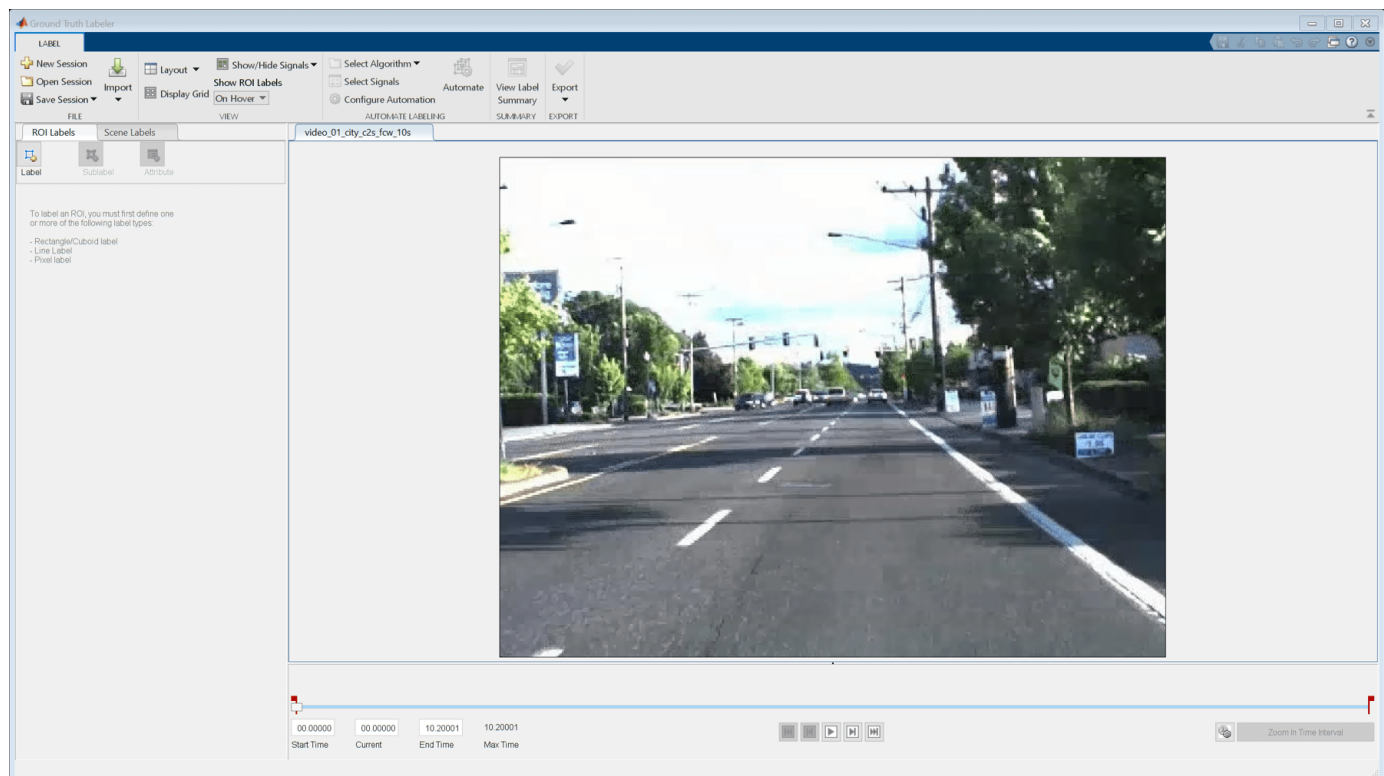 Ground Truth Labeler
LABEL
New Session
Open Session
Save Session
Import
FILE
Layout
Display Grid
Show/Hide Signals
Show ROI Labels
On Hover
VIEW
Select Algorithm
Select Signals
Configure Automation
Automate
AUTOMATE LABELING
View Label
Summary
SUMMARY
Export
EXPORT
ROI Labels
Scene Labels
video_01_city_c2s_fcw_10s
Label
Sublabel
Attribute
To label an ROI, you must first define one
or more of the following label types:
- Rectangle/Cuboid label
- Line Label
- Pixel label
00.00000
00.00000
10.20001
10.20001
Start Time
Current
End Time
Max Time
Zoom In Time Interval